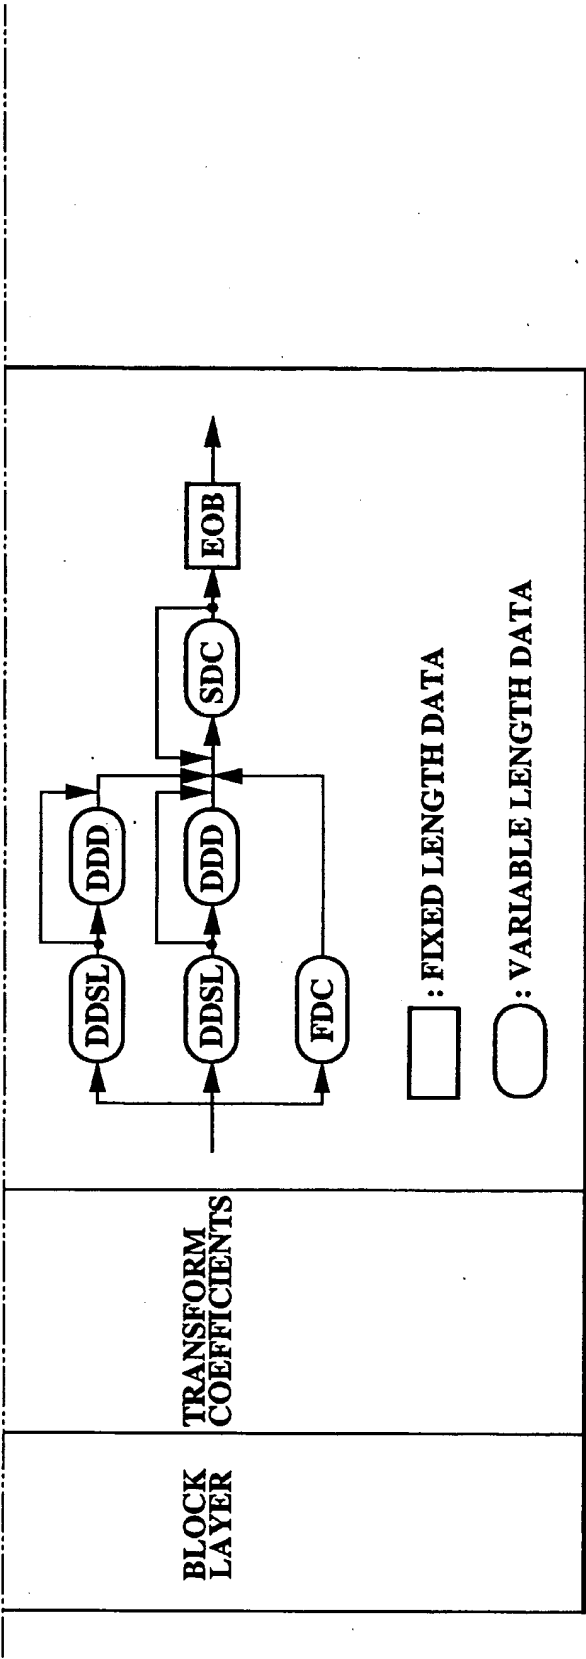 BLOCK
LAYER
TRANSFORM
COEFFICIENTS
DDSL
DDD
DDSL
DDD
SDC
EOB
FDC
: FIXED LENGTH DATA
: VARIABLE LENGTH DATA